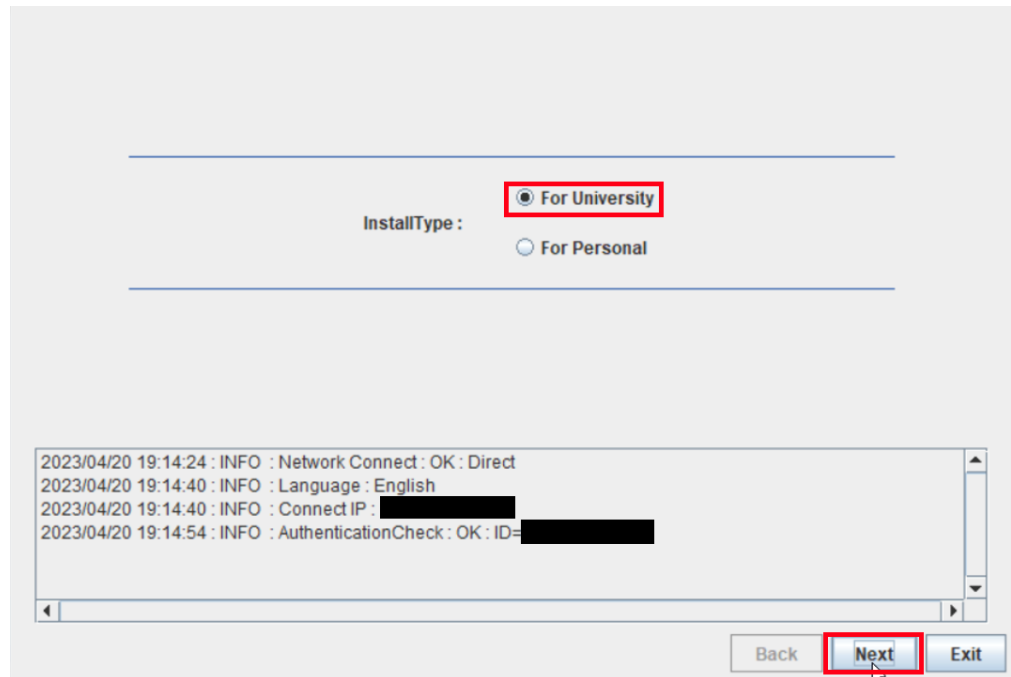 For University
InstallType :
For Personal
2023/04/20 19:14:24 : INFO : Network Connect : OK : Direct
2023/04/20 19:14:40 : INFO : Language : English
2023/04/20 19:14:40 : INFO : Connect IP :
2023/04/20 19:14:54 : INFO : AuthenticationCheck : OK : ID=
Back Next Exit